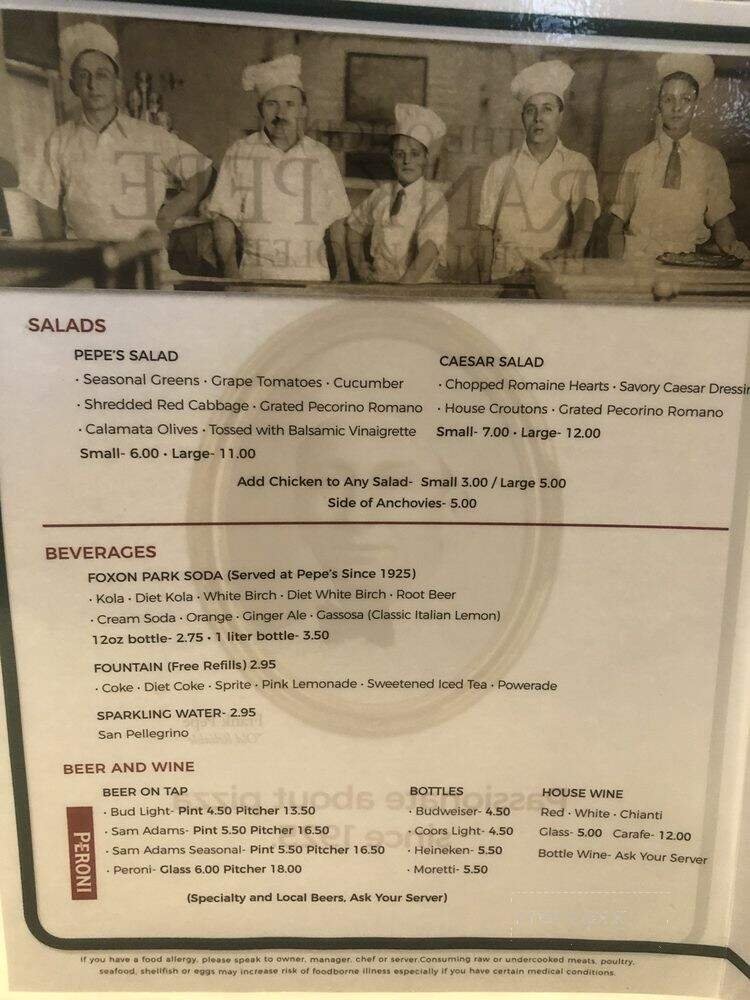 SALADS
PEPE'S SALAD
· Seasonal Greens · Grape Tomatoes · Cucumber
· Shredded Red Cabbage · Grated Pecorino Romano
· Calamata Olives · Tossed with Balsamic Vinaigrette
Small- 6.00 · Large- 11.00
CAESAR SALAD
· Chopped Romaine Hearts · Savory Caesar Dressin
· House Croutons · Grated Pecorino Romano
Small- 7.00 · Large- 12.00
Add Chicken to Any Salad- Small 3.00 / Large 5.00
Side of Anchovies- 5.00
BEVERAGES
FOXON PARK SODA (Served at Pepe's Since 1925)
· Kola · Diet Kola · White Birch · Diet White Birch · Root Beer
· Cream Soda · Orange · Ginger Ale · Gassosa (Classic Italian Lemon)
12oz bottle- 2.75 · 1 liter bottle- 3.50
FOUNTAIN (Free Refills) 2.95
· Coke · Diet Coke · Sprite · Pink Lemonade · Sweetened Iced Tea · Powerade
SPARKLING WATER- 2.95
San Pellegrino
BEER AND WINE
BEER ON TAP
· Bud Light- Pint 4.50 Pitcher 13.50
· Sam Adams- Pint 5.50 Pitcher 16.50
· Sam Adams Seasonal- Pint 5.50 Pitcher 16.50
· Peroni- Glass 6.00 Pitcher 18.00
PERONI
BOTTLES
· Budweiser- 4.50
· Coors Light- 4.50
· Heineken- 5.50
· Moretti- 5.50
HOUSE WINE
Red · White · Chianti
Glass- 5.00 Carafe- 12.00
Bottle Wine- Ask Your Server
(Specialty and Local Beers, Ask Your Server)
If you have a food allergy, please speak to owner, manager, chef or server.Consuming raw or undercooked meats, poultry,
seafood, shellfish or eggs may increase risk of foodborne illness especially if you have certain medical conditions.